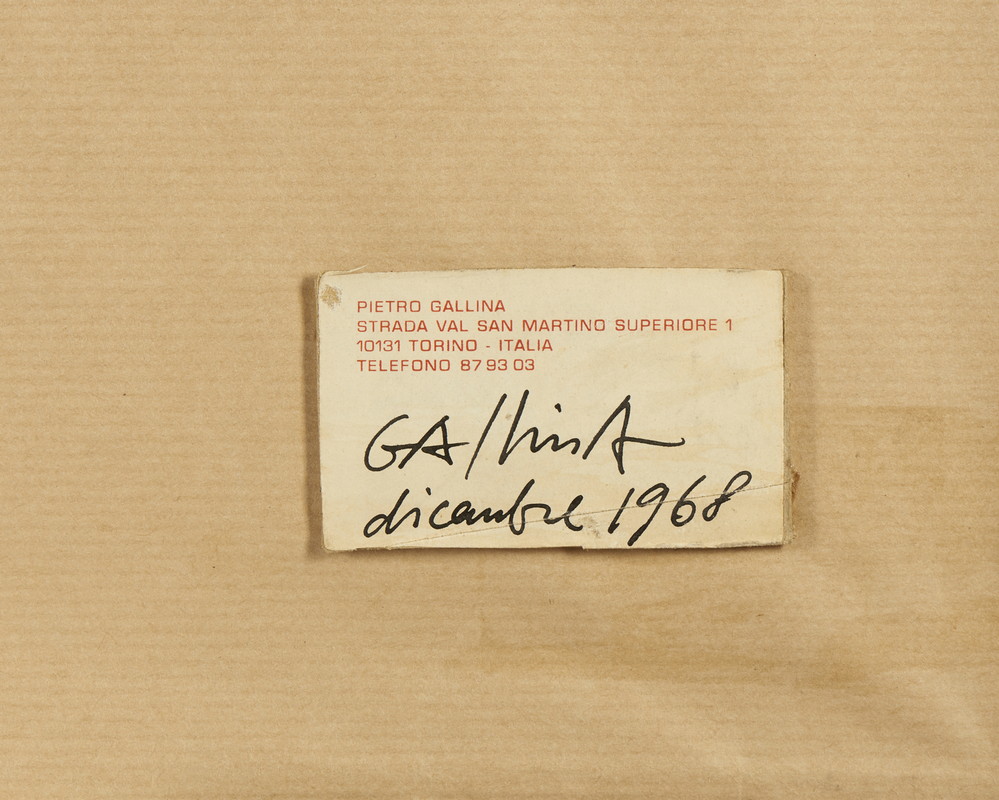 PIETRO GALLINA
STRADA VAL SAN MARTINO SUPERIORE 1
10131 TORINO - ITALIA
TELEFONO 87 93 03
GAllinA
dicembre 1968